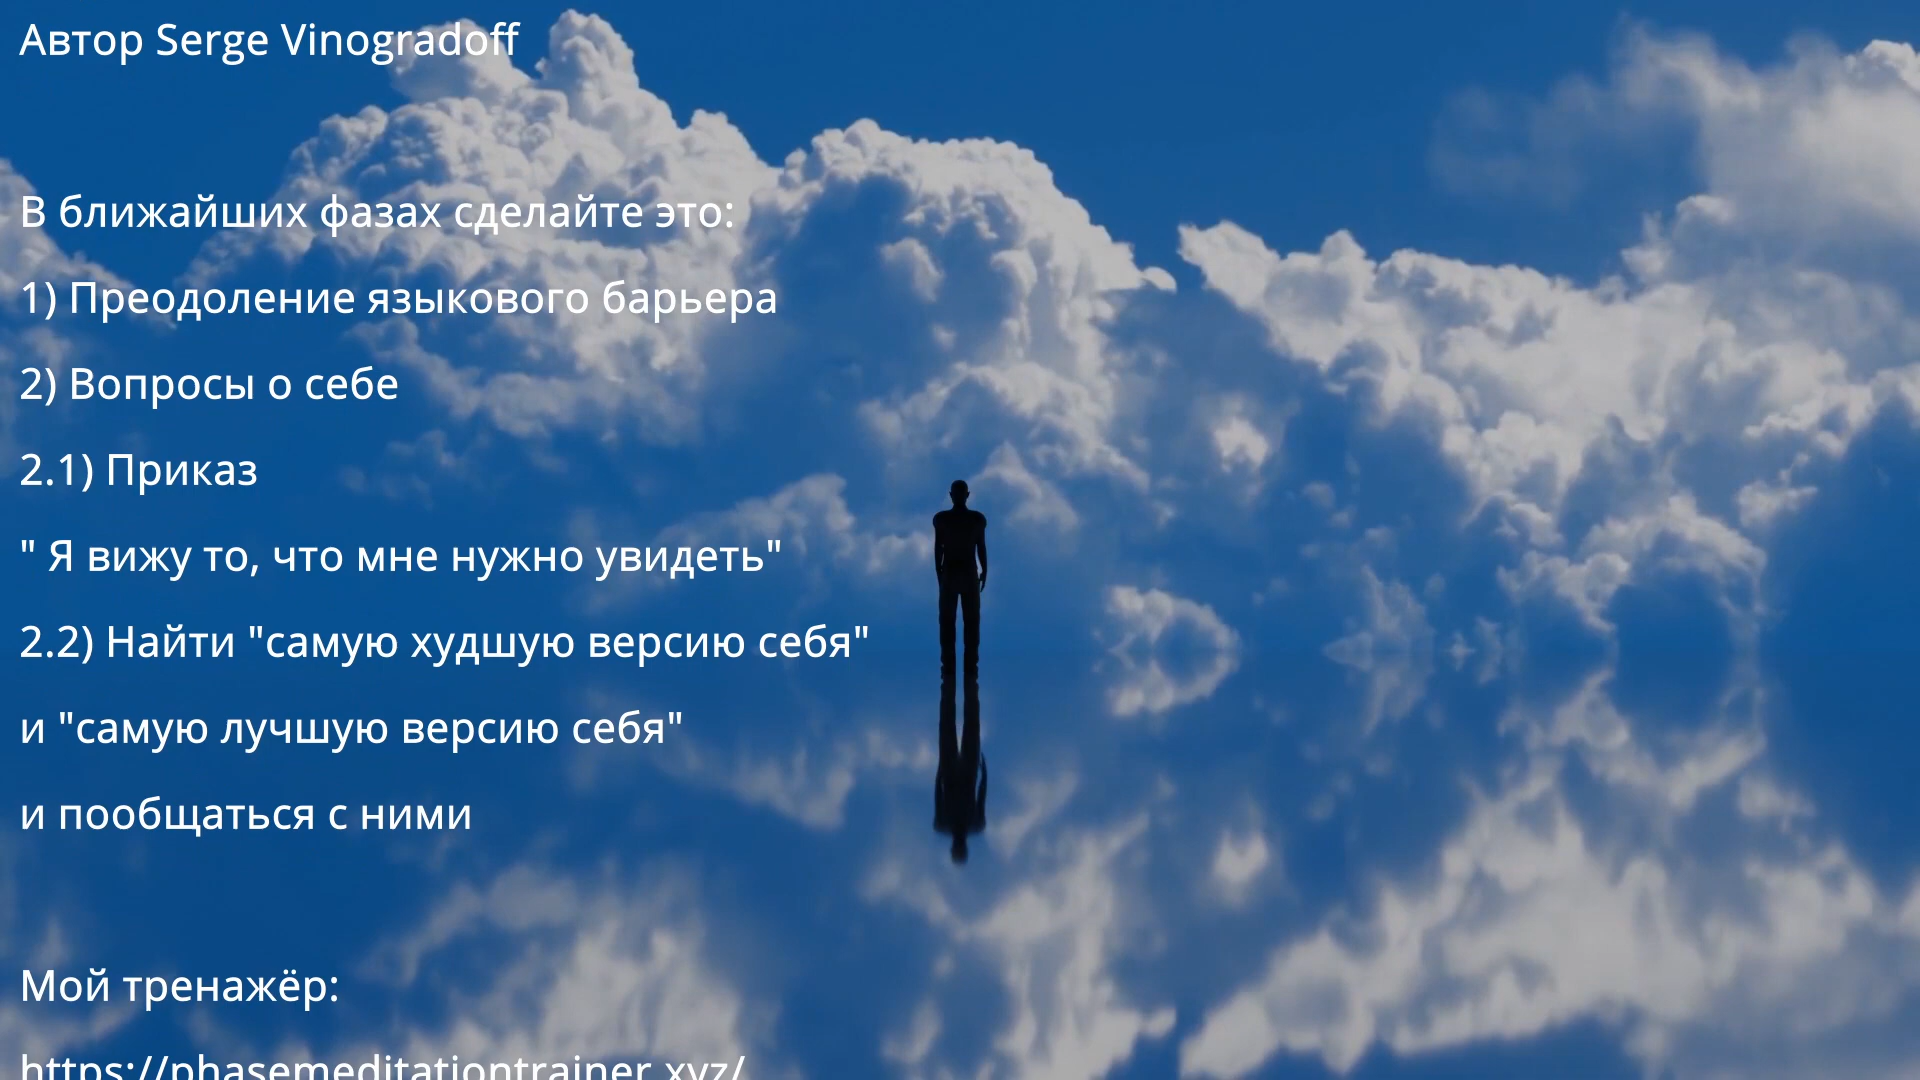 Автор Serge Vinogradoff
В ближайших фазах сделайте это:
1) Преодоление языкового барьера
2) Вопросы о себе
2.1) Приказ
" Я вижу то, что мне нужно увидеть"
2.2) Найти "самую худшую версию себя"
и "самую лучшую версию себя"
и пообщаться с ними
Мой тренажёр:
https://phasemeditationtrainer.xyz/